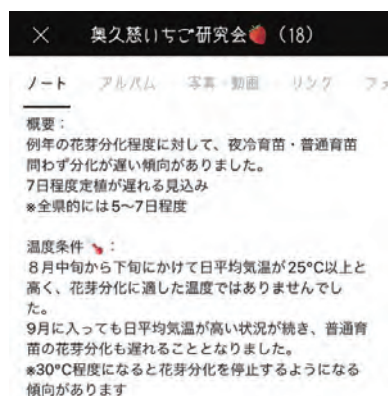 × 奥久慈いちご研究会🍓（18）
ノート アルバム 写真・動画 リンク ファ
概要：
例年の花芽分化程度に対して、夜冷育苗・普通育苗
問わず分化が遅い傾向がありました。
7日程度定植が遅れる見込み
※全県的には5〜7日程度
温度条件🌡️：
８月中旬から下旬にかけて日平均気温が25°C以上と
高く、花芽分化に適した温度ではありませんでし
た。
9月に入っても日平均気温が高い状況が続き、普通育
苗の花芽分化も遅れることとなりました。
※30°C程度になると花芽分化を停止するようになる
傾向があります